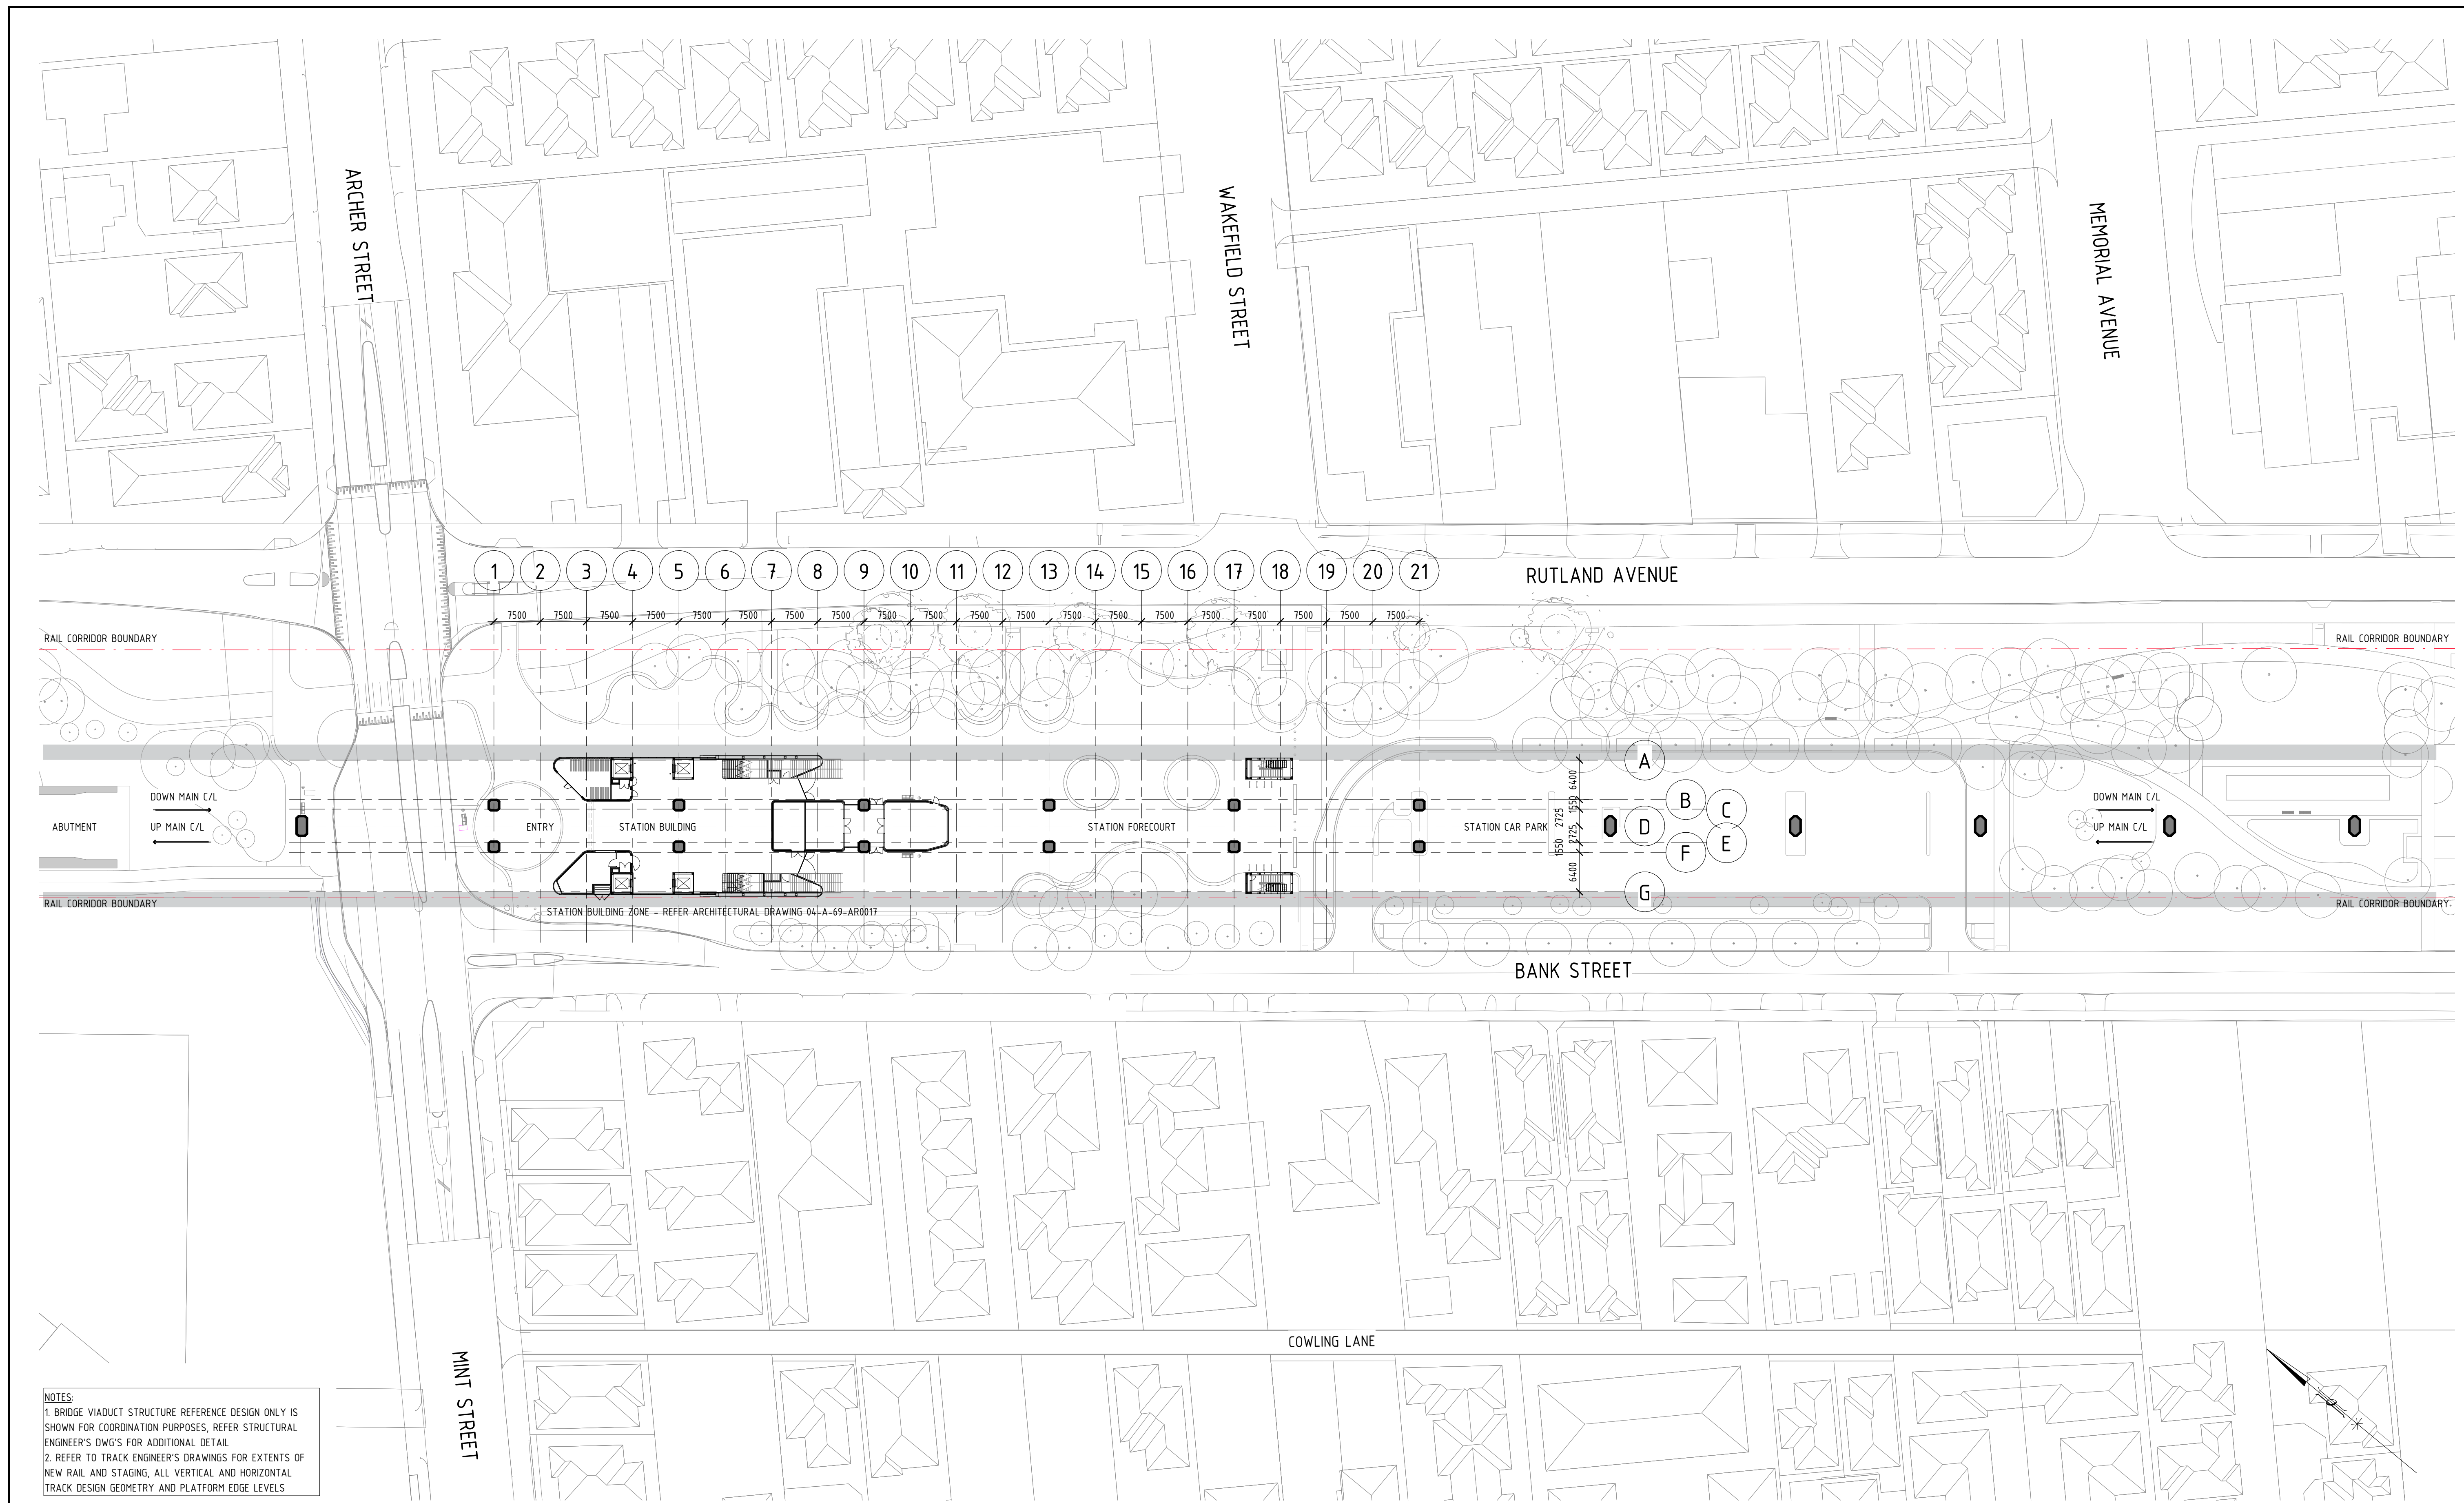 ARCHER STREET
WAKEFIELD STREET
MEMORIAL AVENUE
1 2 3 4 5 6 7 8 9 10 11 12 13 14 15 16 17 18 19 20 21
RUTLAND AVENUE
7500 7500 7500 7500 7500 7500 7500 7500 7500 7500 7500 7500 7500 7500 7500 7500 7500 7500 7500 7500
RAIL CORRIDOR BOUNDARY
RAIL CORRIDOR BOUNDARY
A
6400
B
1550
C
2725
D
2725
E
1550
F
6400
G
DOWN MAIN C/L
UP MAIN C/L
ABUTMENT
ENTRY
STATION BUILDING
STATION FORECOURT
STATION CAR PARK
DOWN MAIN C/L
UP MAIN C/L
RAIL CORRIDOR BOUNDARY
STATION BUILDING ZONE - REFER ARCHITECTURAL DRAWING 04-A-69-AR0017
RAIL CORRIDOR BOUNDARY
BANK STREET
COWLING LANE
MINT STREET
NOTES:
1. BRIDGE VIADUCT STRUCTURE REFERENCE DESIGN ONLY IS
SHOWN FOR COORDINATION PURPOSES, REFER STRUCTURAL
ENGINEER'S DWG'S FOR ADDITIONAL DETAIL
2. REFER TO TRACK ENGINEER'S DRAWINGS FOR EXTENTS OF
NEW RAIL AND STAGING, ALL VERTICAL AND HORIZONTAL
TRACK DESIGN GEOMETRY AND PLATFORM EDGE LEVELS